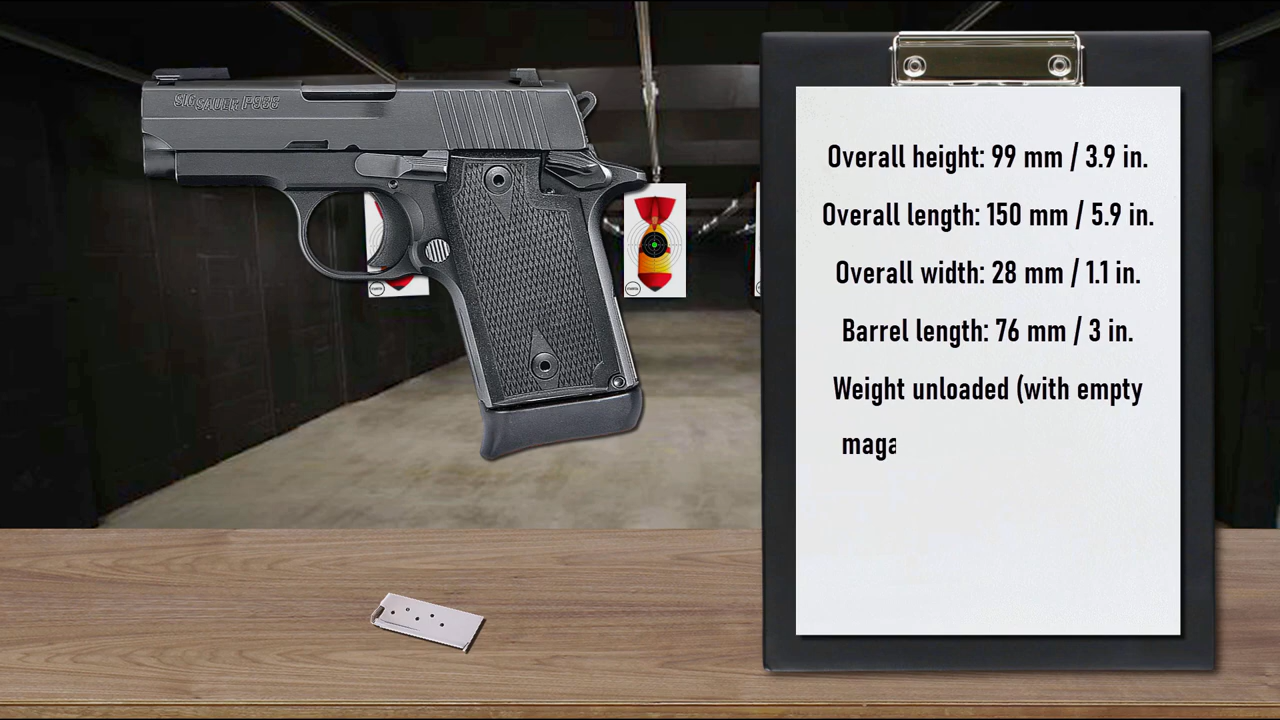 SIG SAUER P938
Overall height: 99 mm / 3.9 in.
Overall length: 150 mm / 5.9 in.
Overall width: 28 mm / 1.1 in.
Barrel length: 76 mm / 3 in.
Weight unloaded (with empty
maga